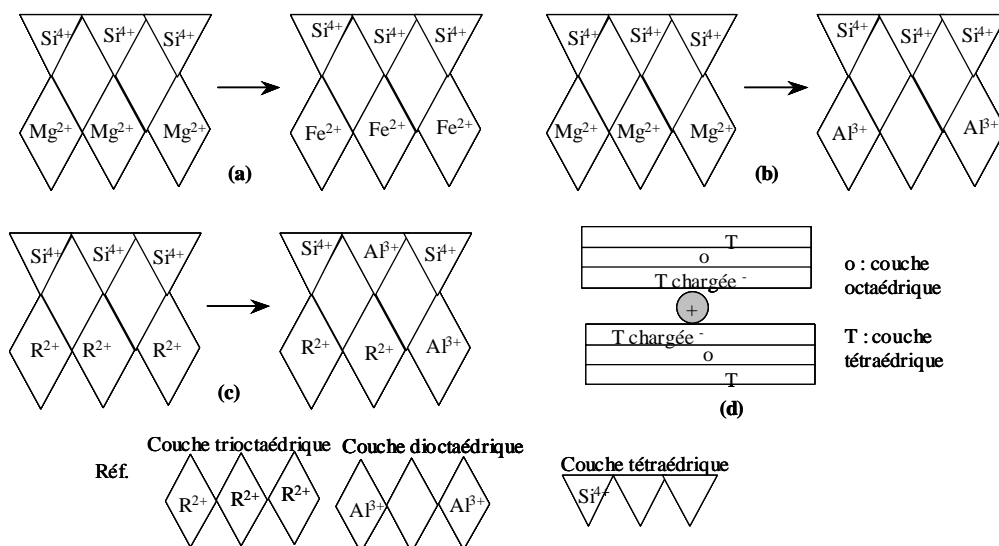 Si4+ Si4+ Si4+
Mg2+ Mg2+ Mg2+
Si4+ Si4+ Si4+
Fe2+ Fe2+ Fe2+
(a)
Si4+ Si4+ Si4+
Mg2+ Mg2+ Mg2+
Si4+ Si4+ Si4+
Al3+ Al3+
(b)
Si4+ Si4+ Si4+
R2+ R2+ R2+
Si4+ Al3+ Si4+
R2+ R2+ Al3+
(c)
T
o
T chargée -
+
T chargée -
o
T
(d)
o : couche
octaédrique
T : couche
tétraédrique
Réf.
Couche trioctaédrique
R2+ R2+ R2+
Couche dioctaédrique
Al3+ Al3+
Couche tétraédrique
Si4+